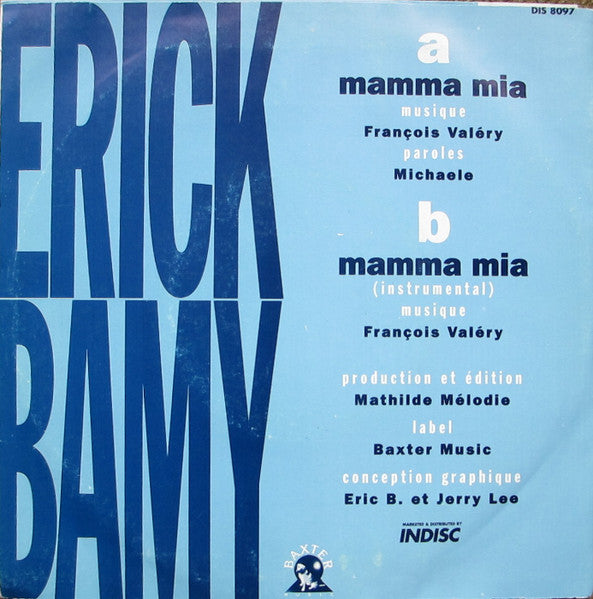 DIS 8097
ERICK
BAMY
a
mamma mia
musique
François Valéry
paroles
Michaele
b
mamma mia
(instrumental)
musique
François Valéry
production et édition
Mathilde Mélodie
label
Baxter Music
conception graphique
Eric B. et Jerry Lee
MARKETED & DISTRIBUTED BY
INDISC
BAXTER
MUSIC